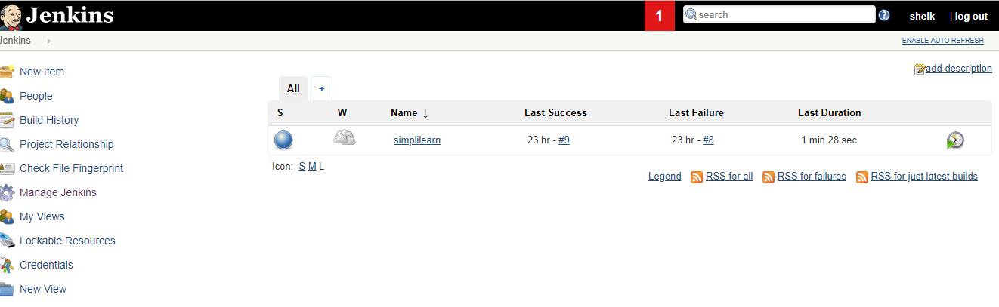 Jenkins
1
search
?
sheik
| log out
Jenkins
ENABLE AUTO REFRESH
New Item
People
Build History
Project Relationship
Check File Fingerprint
Manage Jenkins
My Views
Lockable Resources
Credentials
New View
add description
All +
S W Name ↓ Last Success Last Failure Last Duration
simplilearn 23 hr - #9 23 hr - #8 1 min 28 sec
Icon: S M L
Legend RSS for all RSS for failures RSS for just latest builds